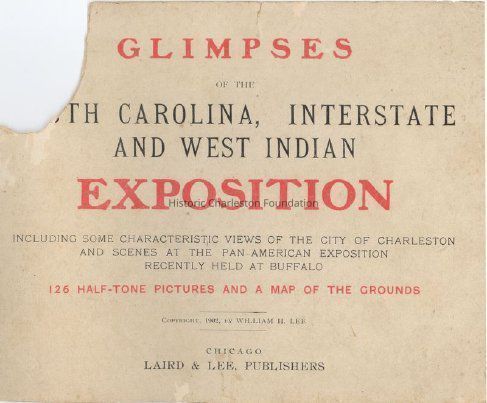 GLIMPSES
OF THE
TH CAROLINA, INTERSTATE
AND WEST INDIAN
EXPOSITION
Historic Charleston Foundation
INCLUDING SOME CHARACTERISTIC VIEWS OF THE CITY OF CHARLESTON
AND SCENES AT THE PAN-AMERICAN EXPOSITION
RECENTLY HELD AT BUFFALO
126 HALF-TONE PICTURES AND A MAP OF THE GROUNDS
COPYRIGHT, 1902, BY WILLIAM H. LEE
CHICAGO
LAIRD & LEE, PUBLISHERS